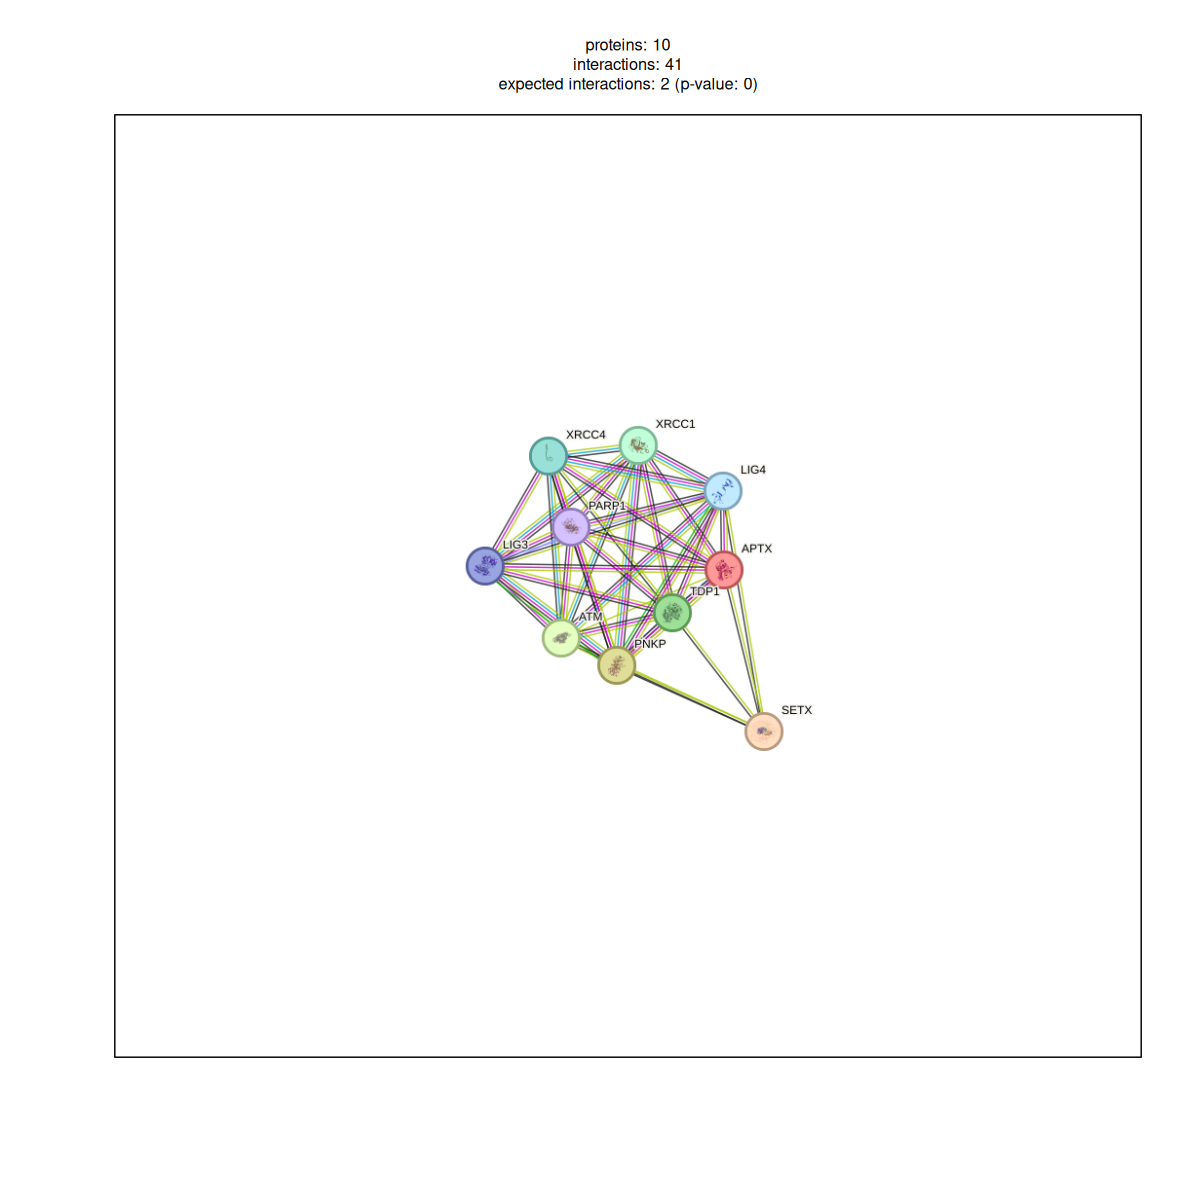 proteins: 10
interactions: 41
expected interactions: 2 (p-value: 0)
XRCC1
XRCC4
LIG4
PARP1
LIG3
APTX
TDP1
ATM
PNKP
SETX